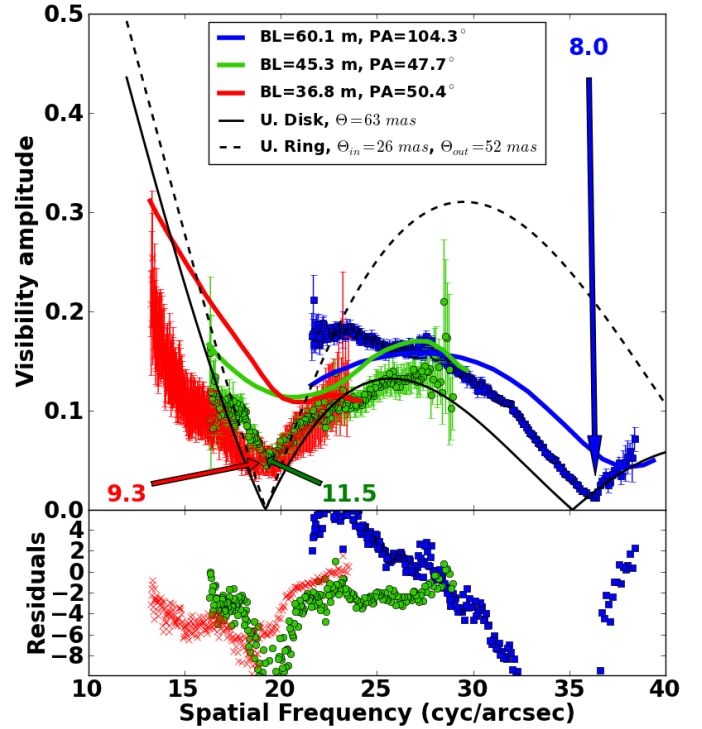 0.5
0.4
0.3
0.2
0.1
0.0
Visibility amplitude
BL=60.1 m, PA=104.3°
BL=45.3 m, PA=47.7°
BL=36.8 m, PA=50.4°
U. Disk, Θ=63 mas
U. Ring, Θ_in=26 mas, Θ_out=52 mas
8.0
9.3
11.5
4
2
0
−2
−4
−6
−8
Residuals
10 15 20 25 30 35 40
Spatial Frequency (cyc/arcsec)